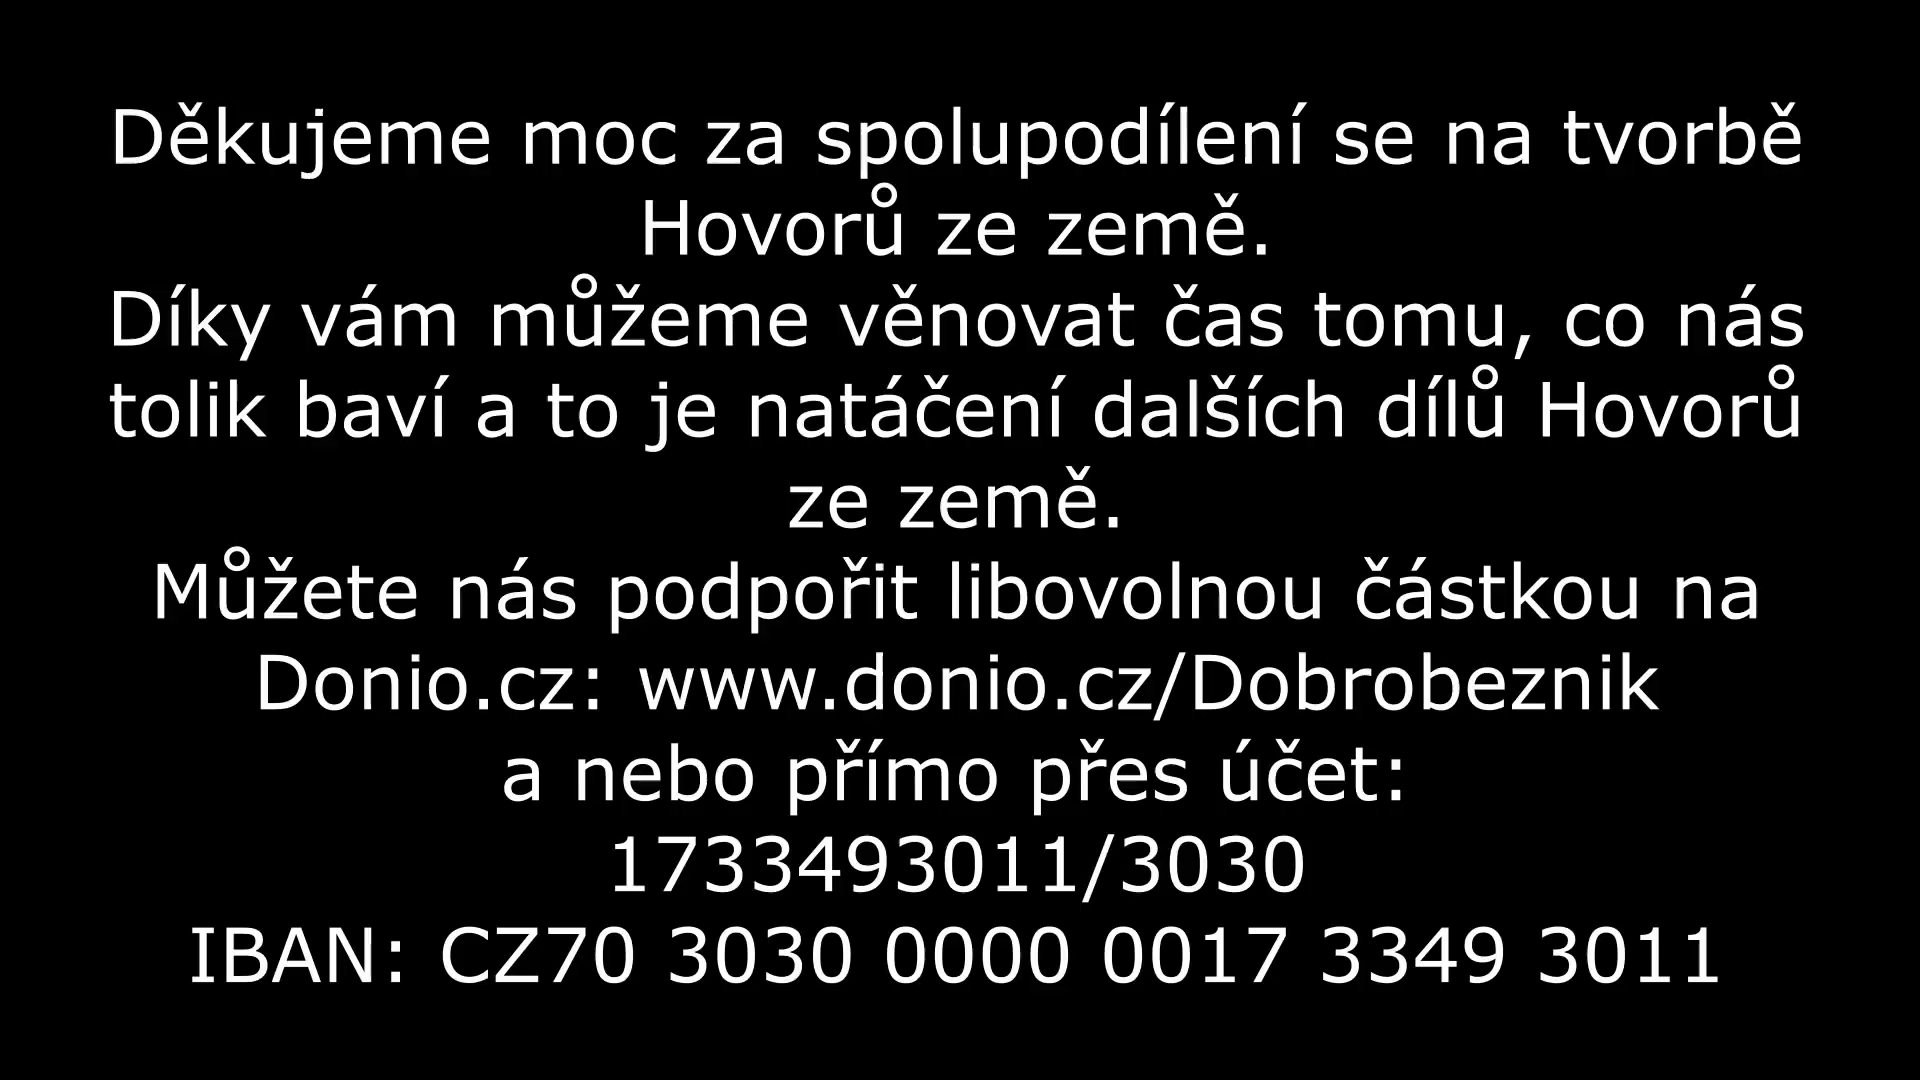 Děkujeme moc za spolupodílení se na tvorbě
Hovorů ze země.
Díky vám můžeme věnovat čas tomu, co nás
tolik baví a to je natáčení dalších dílů Hovorů
ze země.
Můžete nás podpořit libovolnou částkou na
Donio.cz: www.donio.cz/Dobrobeznik
a nebo přímo přes účet:
1733493011/3030
IBAN: CZ70 3030 0000 0017 3349 3011